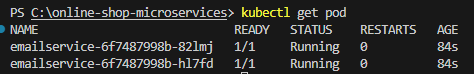 PS C:\online-shop-microservices> kubectl get pod
NAME READY STATUS RESTARTS AGE
emailservice-6f7487998b-82lmj 1/1 Running 0 84s
emailservice-6f7487998b-hl7fd 1/1 Running 0 84s